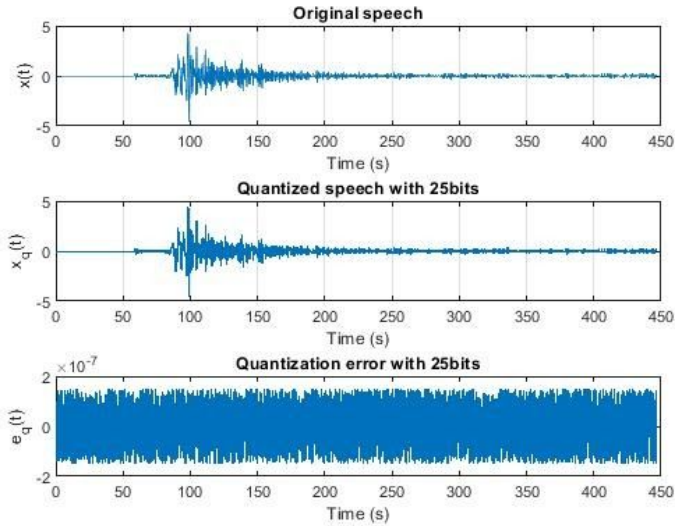 Original speech
5
0
-5
x(t)
0 50 100 150 200 250 300 350 400 450
Time (s)
Quantized speech with 25bits
5
0
-5
x_q(t)
0 50 100 150 200 250 300 350 400 450
Time (s)
×10^-7
Quantization error with 25bits
2
0
-2
e_q(t)
0 50 100 150 200 250 300 350 400 450
Time (s)